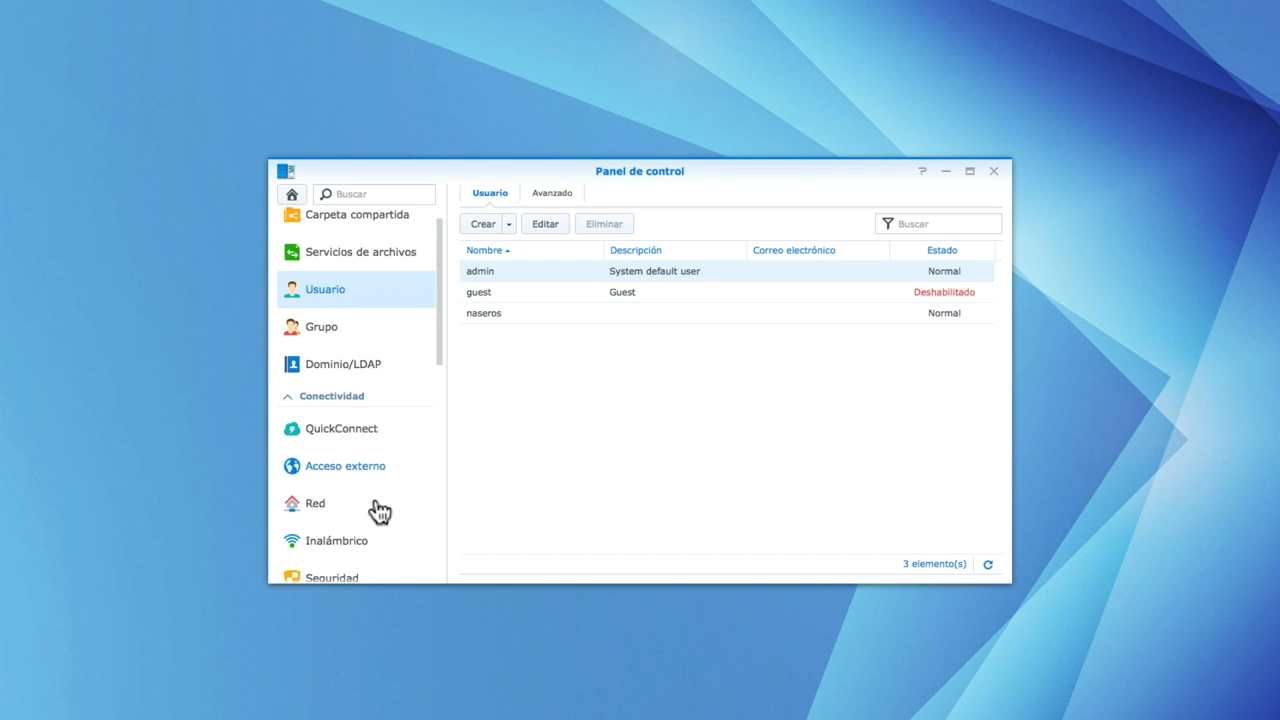 Panel de control
Buscar
Carpeta compartida
Servicios de archivos
Usuario
Grupo
Dominio/LDAP
Conectividad
QuickConnect
Acceso externo
Red
Inalámbrico
Seguridad
Usuario Avanzado
Crear Editar Eliminar Buscar
Nombre Descripción Correo electrónico Estado
admin System default user Normal
guest Guest Deshabilitado
naseros Normal
3 elemento(s)